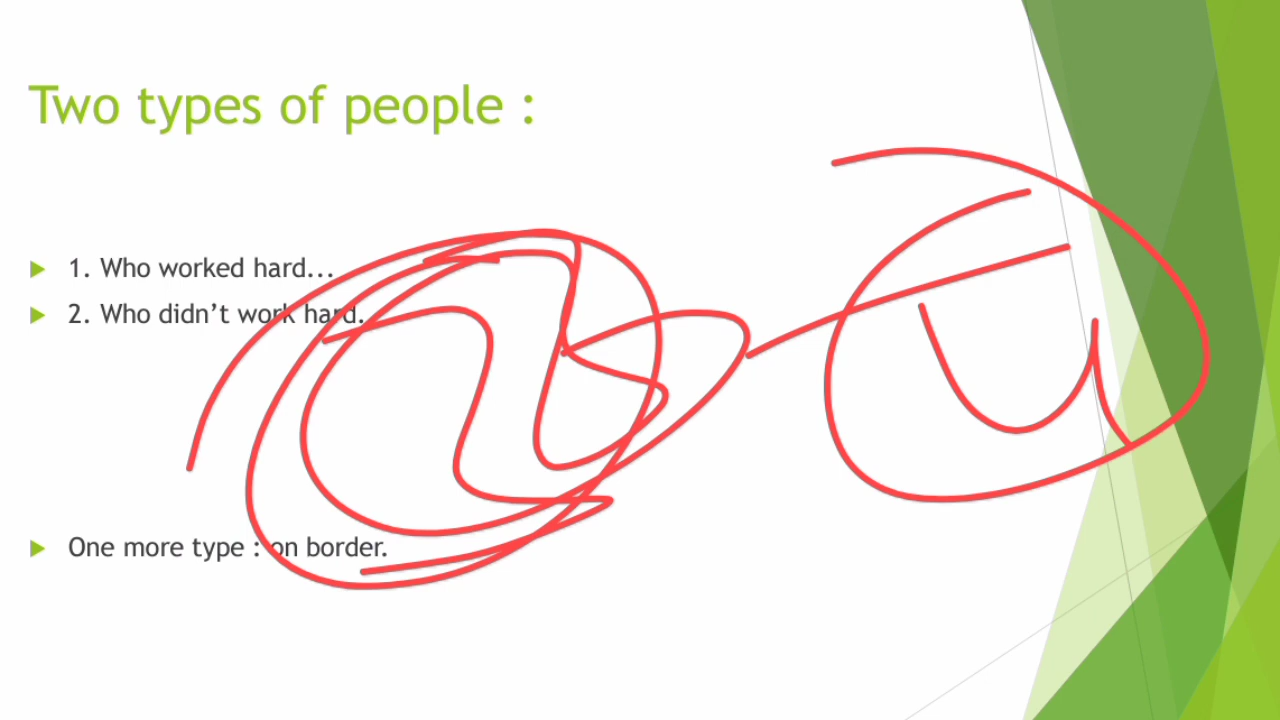 Two types of people :
1. Who worked hard...
2. Who didn't work hard.
One more type : on border.